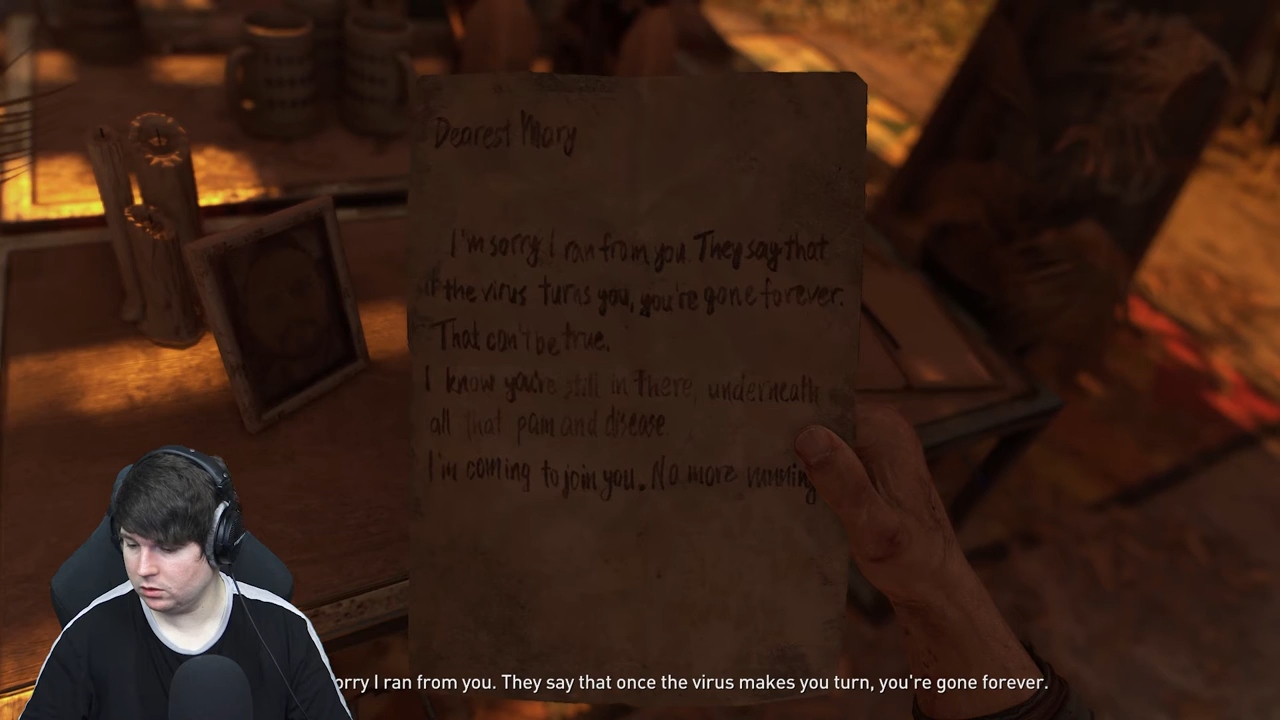 Dearest Mary
I'm sorry I ran from you. They say that
if the virus turns you, you're gone forever.
That can't be true.
I know you're still in there, underneath
all that pain and disease
I'm coming to join you. No more running
orry I ran from you. They say that once the virus makes you turn, you're gone forever.